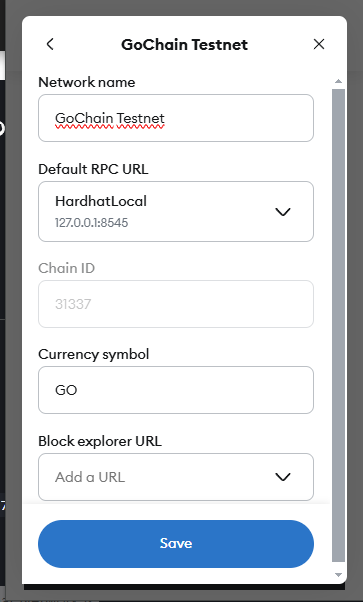 GoChain Testnet
Network name
GoChain Testnet
Default RPC URL
HardhatLocal
127.0.0.1:8545
Chain ID
31337
Currency symbol
GO
Block explorer URL
Add a URL
Save